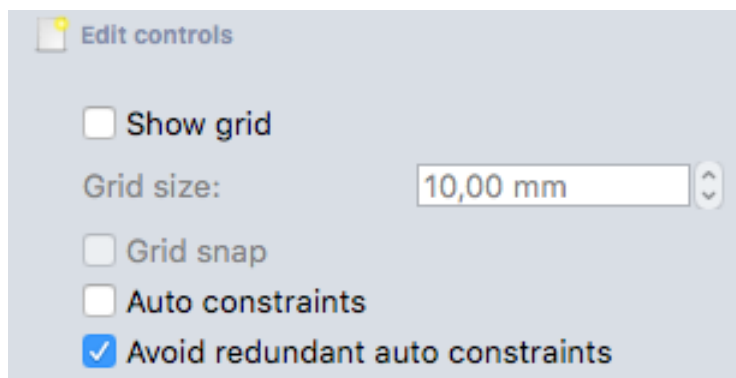 Edit controls
Show grid
Grid size: 10,00 mm
Grid snap
Auto constraints
Avoid redundant auto constraints